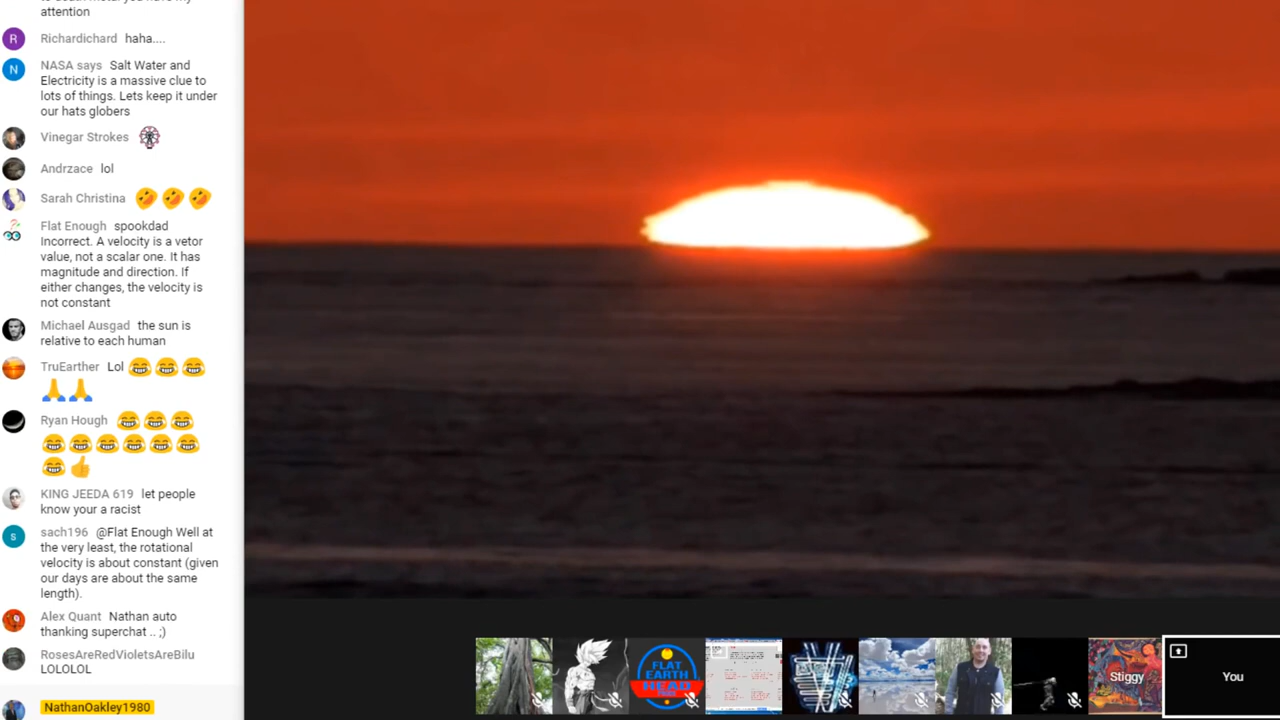 attention
Richardichard haha....
NASA says Salt Water and
Electricity is a massive clue to
lots of things. Lets keep it under
our hats globers
Vinegar Strokes
Andrzace lol
Sarah Christina
Flat Enough spookdad
Incorrect. A velocity is a vetor
value, not a scalar one. It has
magnitude and direction. If
either changes, the velocity is
not constant
Michael Ausgad the sun is
relative to each human
TruEarther Lol
Ryan Hough
KING JEEDA 619 let people
know your a racist
sach196 @Flat Enough Well at
the very least, the rotational
velocity is about constant (given
our days are about the same
length).
Alex Quant Nathan auto
thanking superchat .. ;)
RosesAreRedVioletsAreBilu
LOLOLOL
NathanOakley1980
R
N
s
FLAT
EARTH
HEAD
Stiggy
You